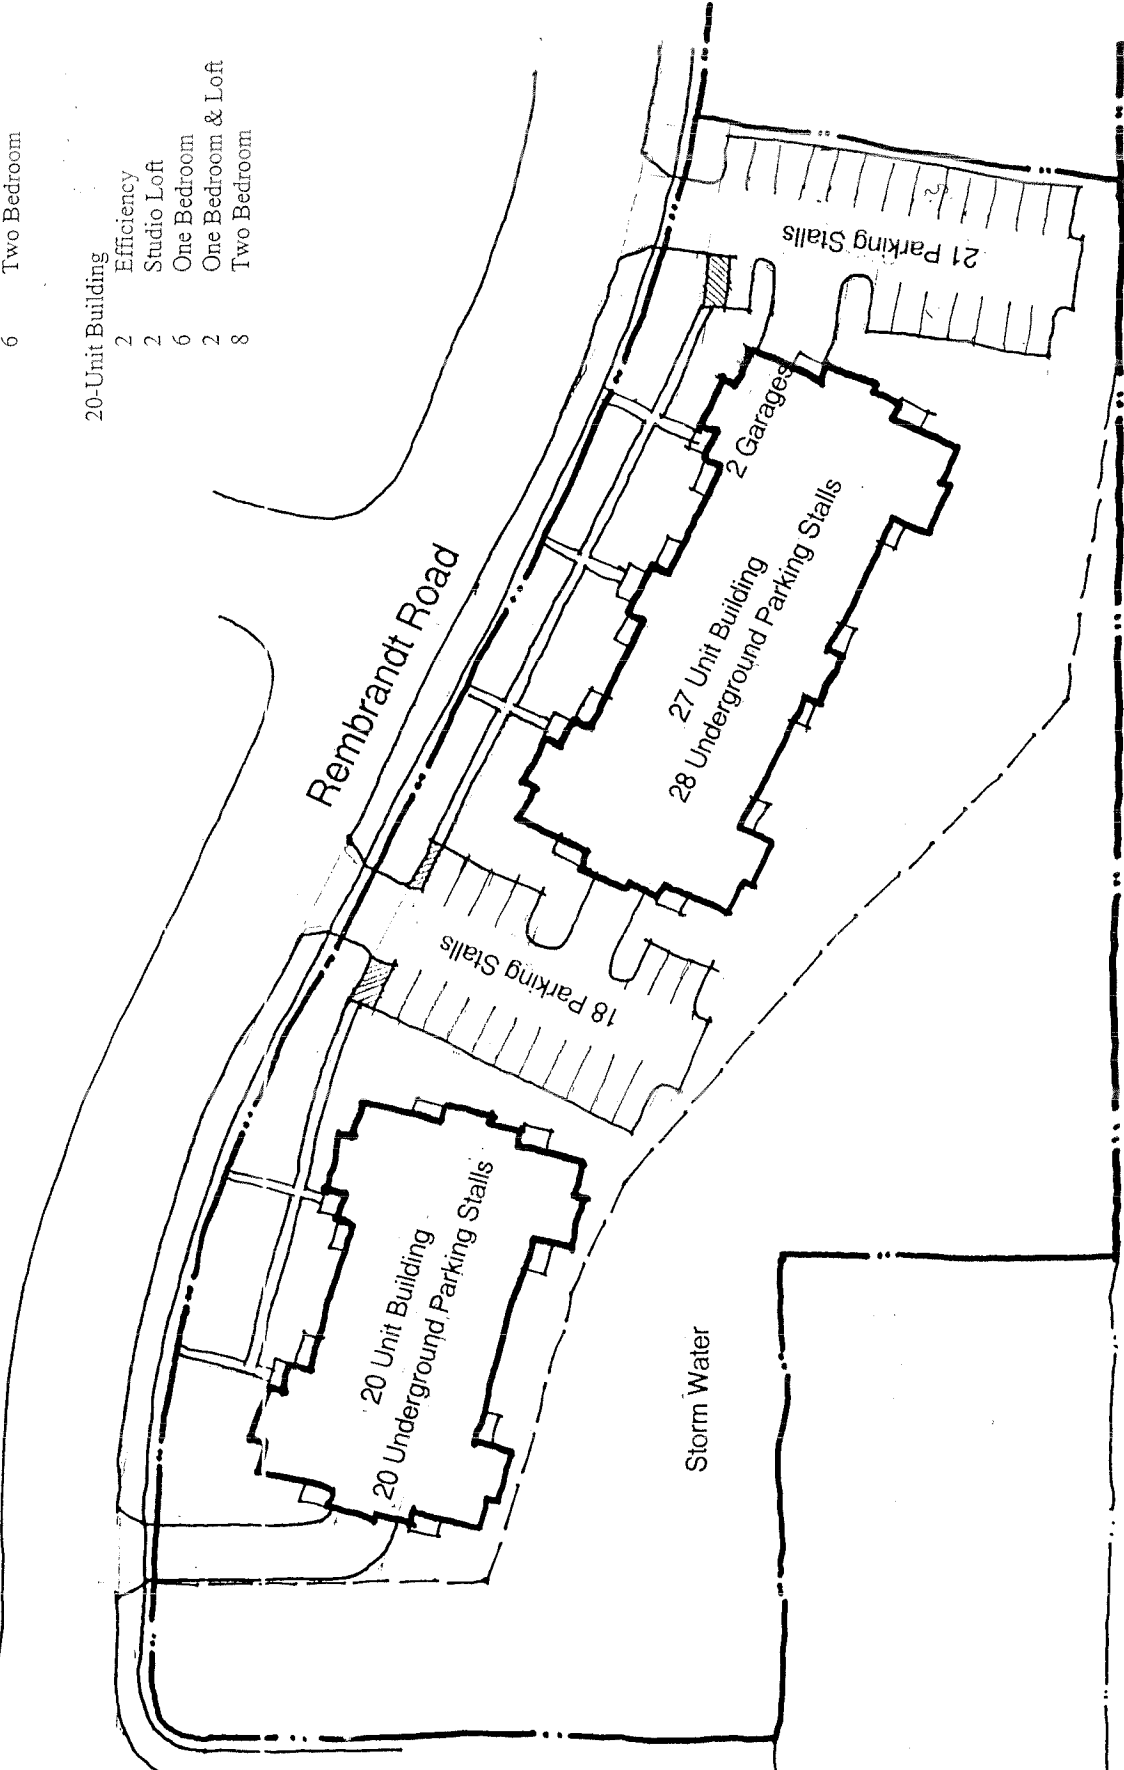 6 Two Bedroom
20-Unit Building
2 Efficiency
2 Studio Loft
6 One Bedroom
2 One Bedroom & Loft
8 Two Bedroom
Rembrandt Road
21 Parking Stalls
2 Garages
27 Unit Building
28 Underground Parking Stalls
18 Parking Stalls
20 Unit Building
20 Underground Parking Stalls
Storm Water